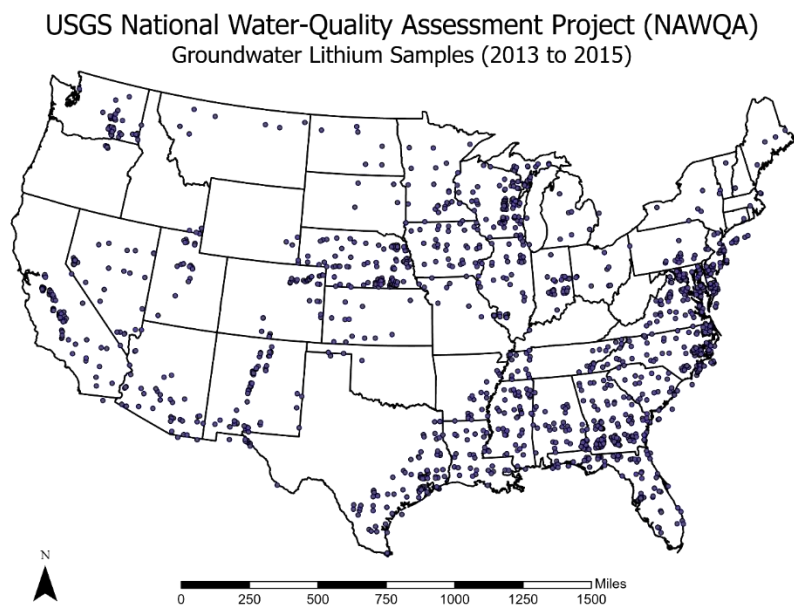 USGS National Water-Quality Assessment Project (NAWQA)
Groundwater Lithium Samples (2013 to 2015)
N
Miles
0 250 500 750 1000 1250 1500